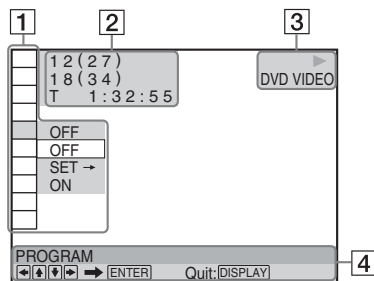 1
2
3
12(27)
18(34)
T 1:32:55
DVD VIDEO
OFF
OFF
SET →
ON
4
PROGRAM
ENTER Quit: DISPLAY